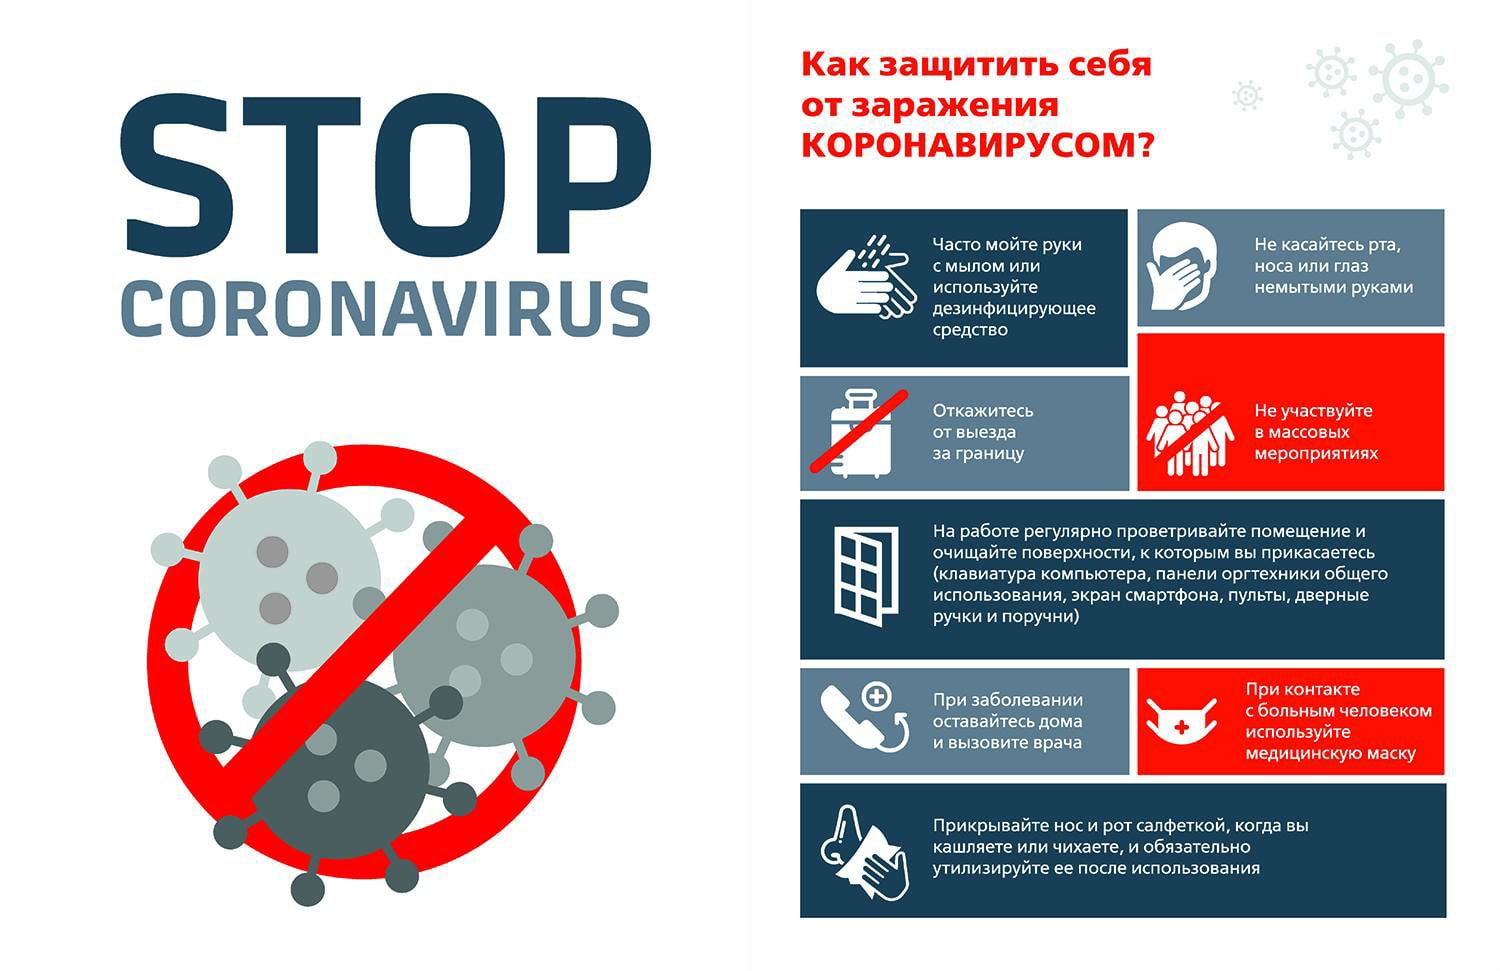 STOP
CORONAVIRUS
Как защитить себя
от заражения
КОРОНАВИРУСОМ?
Часто мойте руки
с мылом или
используйте
дезинфицирующее
средство
Не касайтесь рта,
носа или глаз
немытыми руками
Откажитесь
от выезда
за границу
Не участвуйте
в массовых
мероприятиях
На работе регулярно проветривайте помещение и
очищайте поверхности, к которым вы прикасаетесь
(клавиатура компьютера, панели оргтехники общего
использования, экран смартфона, пульты, дверные
ручки и поручни)
При заболевании
оставайтесь дома
и вызовите врача
При контакте
с больным человеком
используйте
медицинскую маску
Прикрывайте нос и рот салфеткой, когда вы
кашляете или чихаете, и обязательно
утилизируйте ее после использования